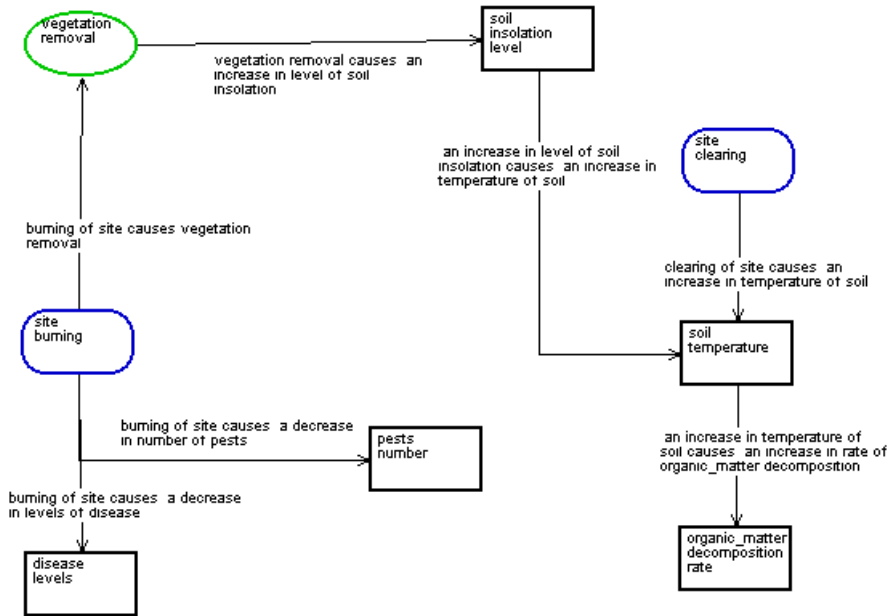 vegetation
removal
soil
insolation
level
vegetation removal causes an
increase in level of soil
insolation
an increase in level of soil
insolation causes an increase in
temperature of soil
site
clearing
burning of site causes vegetation
removal
clearing of site causes an
increase in temperature of soil
site
burning
soil
temperature
burning of site causes a decrease
in number of pests
pests
number
an increase in temperature of
soil causes an increase in rate of
organic_matter decomposition
burning of site causes a decrease
in levels of disease
disease
levels
organic_matter
decomposition
rate